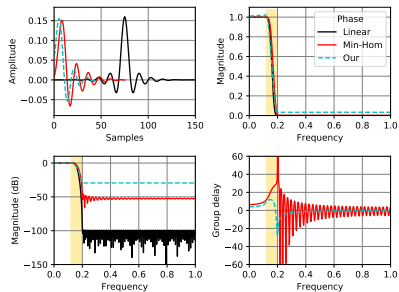 Amplitude
0.15
0.10
0.05
0.00
−0.05
0 50 100 150
Samples
Magnitude
1.0
0.8
0.6
0.4
0.2
0.0
0.0 0.2 0.4 0.6 0.8 1.0
Frequency
Phase
Linear
Min-Hom
Our
Magnitude (dB)
0
−50
−100
−150
0.0 0.2 0.4 0.6 0.8 1.0
Frequency
Group delay
60
40
20
0
−20
−40
−60
0.0 0.2 0.4 0.6 0.8 1.0
Frequency